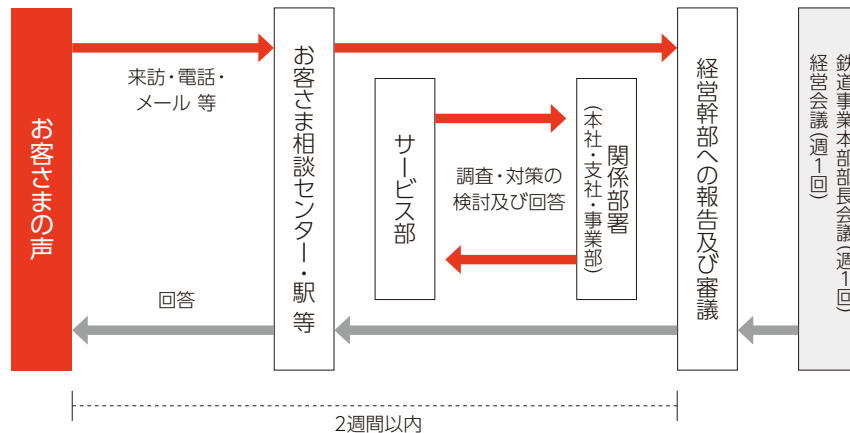 お客さまの声
来訪・電話・
メール 等
お客さま相談センター・駅 等
サービス部
調査・対策の
検討及び回答
関係部署
(本社・支社・事業部)
経営幹部への報告及び審議
鉄道事業本部部長会議(週1回)
経営会議(週1回)
回答
2週間以内